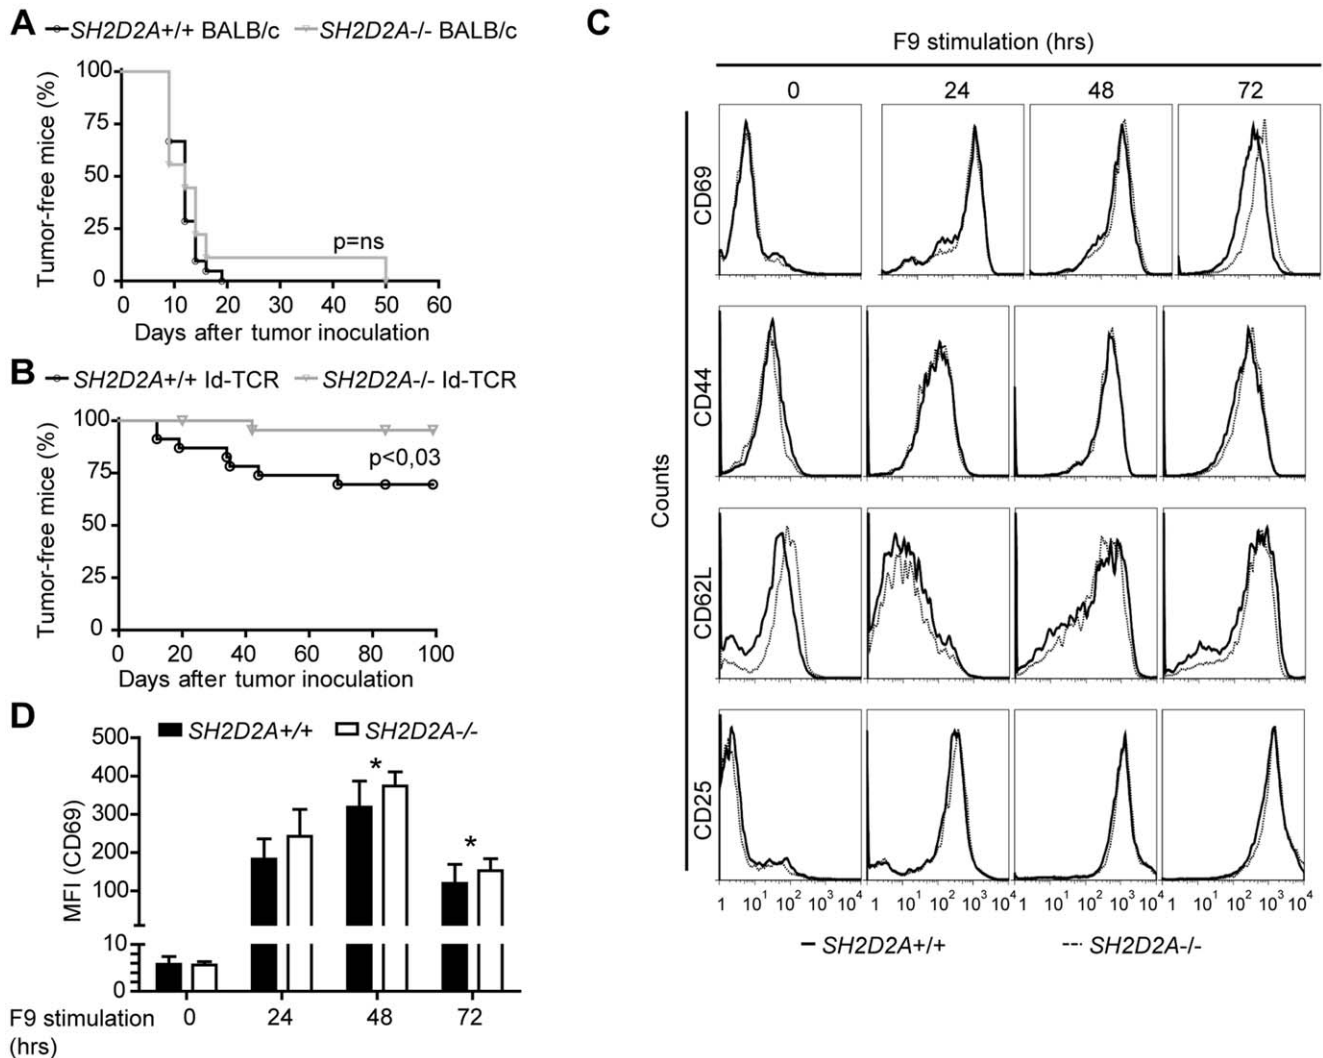 A
SH2D2A+/+ BALB/c SH2D2A-/- BALB/c
Tumor-free mice (%)
100
75
50
25
0
p=ns
0 10 20 30 40 50 60
Days after tumor inoculation
B
SH2D2A+/+ Id-TCR SH2D2A-/- Id-TCR
Tumor-free mice (%)
100
75
50
25
0
p<0,03
0 20 40 60 80 100
Days after tumor inoculation
D
SH2D2A+/+ SH2D2A-/-
MFI (CD69)
500
400
300
200
100
10
0
*
*
0 24 48 72
F9 stimulation
(hrs)
C
F9 stimulation (hrs)
0 24 48 72
Counts
CD69
CD44
CD62L
CD25
1 10¹ 10² 10³ 10⁴ 1 10¹ 10² 10³ 10⁴ 1 10¹ 10² 10³ 10⁴ 1 10¹ 10² 10³ 10⁴
SH2D2A+/+ SH2D2A-/-